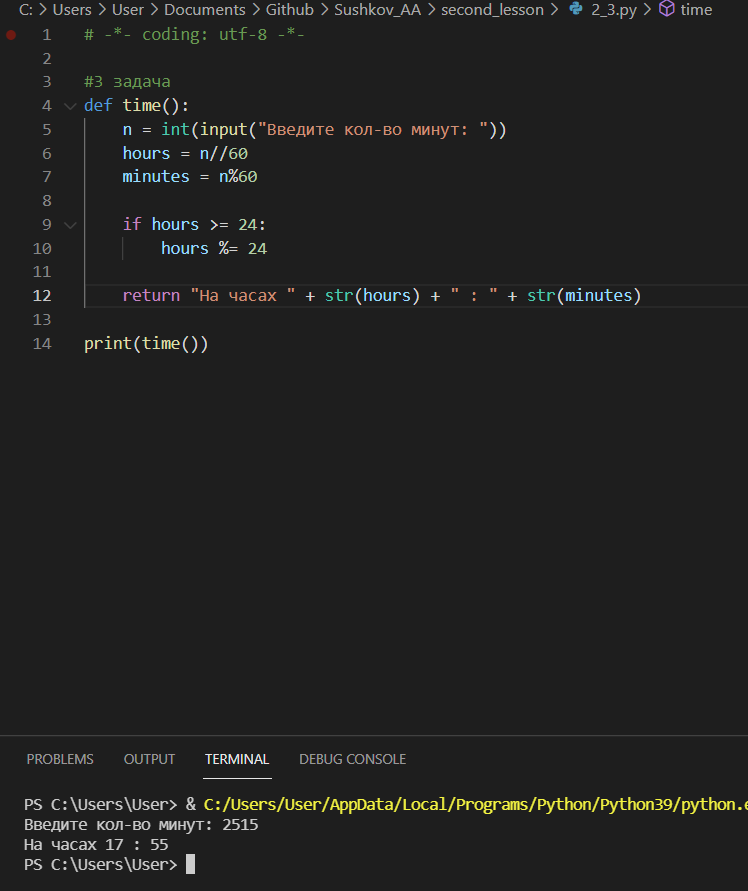 C: > Users > User > Documents > Github > Sushkov_AA > second_lesson > 2_3.py > time
1 # -*- coding: utf-8 -*-
2
3 #3 задача
4 def time():
5 n = int(input("Введите кол-во минут: "))
6 hours = n//60
7 minutes = n%60
8
9 if hours >= 24:
10 hours %= 24
11
12 return "На часах " + str(hours) + " : " + str(minutes)
13
14 print(time())
PROBLEMS OUTPUT TERMINAL DEBUG CONSOLE
PS C:\Users\User> & C:/Users/User/AppData/Local/Programs/Python/Python39/python.e
Введите кол-во минут: 2515
На часах 17 : 55
PS C:\Users\User>